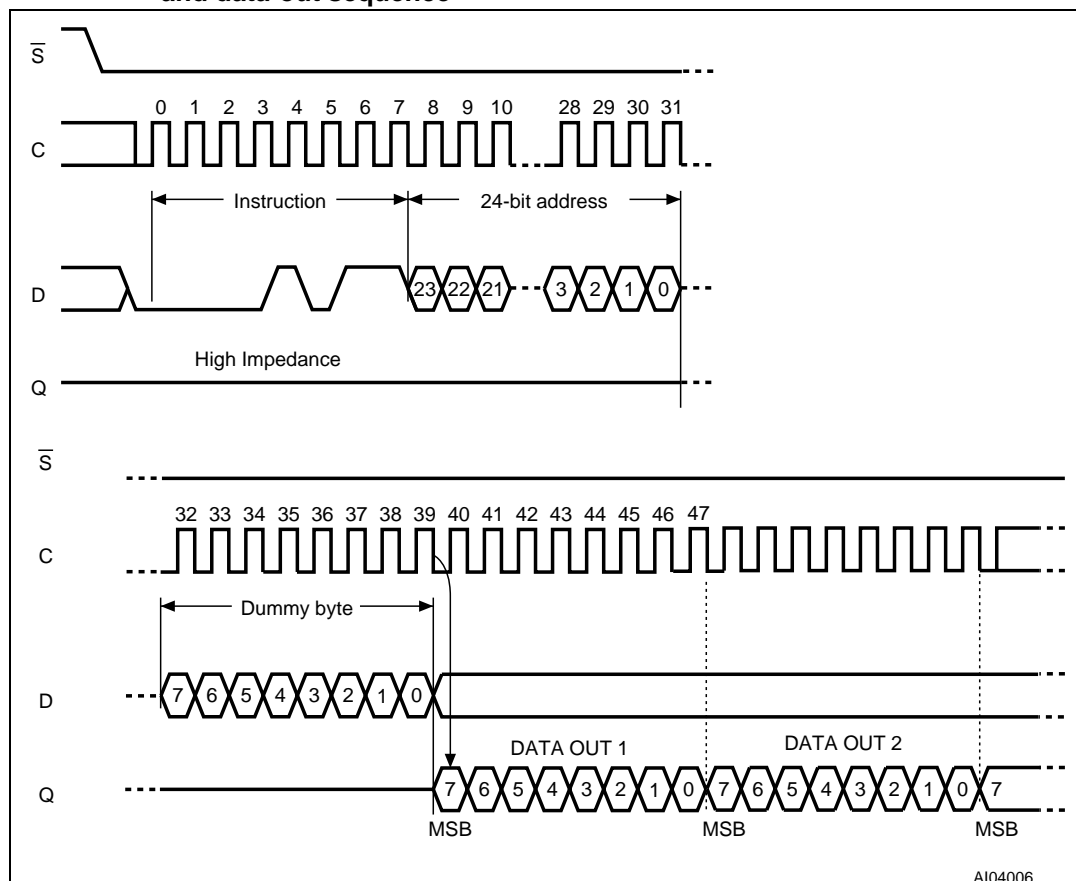 and data-out sequence
S
0 1 2 3 4 5 6 7 8 9 10 28 29 30 31
C
Instruction 24-bit address
D 23 22 21 3 2 1 0
High Impedance
Q
S
32 33 34 35 36 37 38 39 40 41 42 43 44 45 46 47
C
Dummy byte
D 7 6 5 4 3 2 1 0
DATA OUT 1 DATA OUT 2
Q 7 6 5 4 3 2 1 0 7 6 5 4 3 2 1 0 7
MSB MSB MSB
AI04006